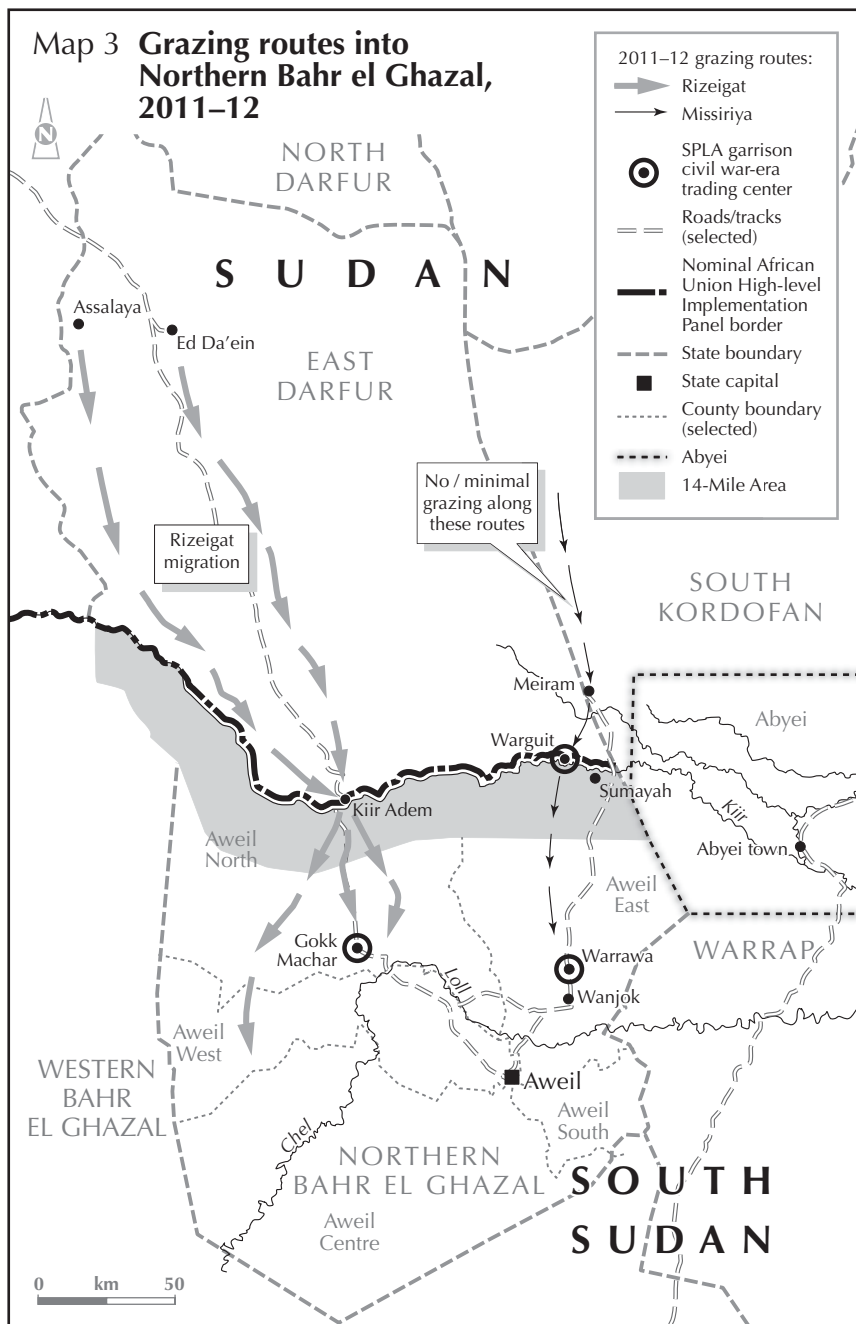 Map 3 Grazing routes into
Northern Bahr el Ghazal,
2011–12
N
2011–12 grazing routes:
Rizeigat
Missiriya
SPLA garrison
civil war-era
trading center
Roads/tracks
(selected)
Nominal African
Union High-level
Implementation
Panel border
State boundary
State capital
County boundary
(selected)
Abyei
14-Mile Area
NORTH
DARFUR
SUDAN
Assalaya
Ed Da’ein
EAST
DARFUR
No / minimal
grazing along
these routes
Rizeigat
migration
SOUTH
KORDOFAN
Meiram
Abyei
Warguit
Sumayah
Kiir
Kiir Adem
Abyei town
Aweil
North
Aweil
East
Gokk
Machar
WARRAP
Warrawa
Loll
Wanjok
Aweil
West
WESTERN
BAHR
EL GHAZAL
Aweil
Aweil
South
Chel
NORTHERN
BAHR EL GHAZAL
SOUTH
SUDAN
Aweil
Centre
0 km 50